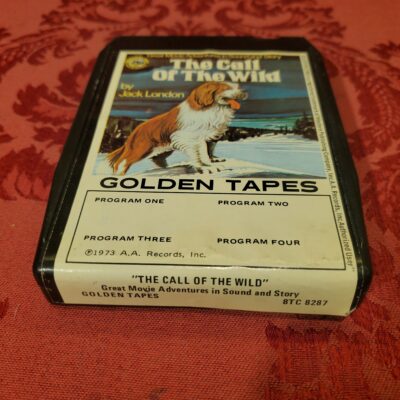 The Call
Of The Wild
by
Jack London
GOLDEN TAPES
PROGRAM ONE PROGRAM TWO
PROGRAM THREE PROGRAM FOUR
℗1973 A.A. Records, Inc.
"THE CALL OF THE WILD"
Great Movie Adventures in Sound and Story
GOLDEN TAPES 8TC 8287